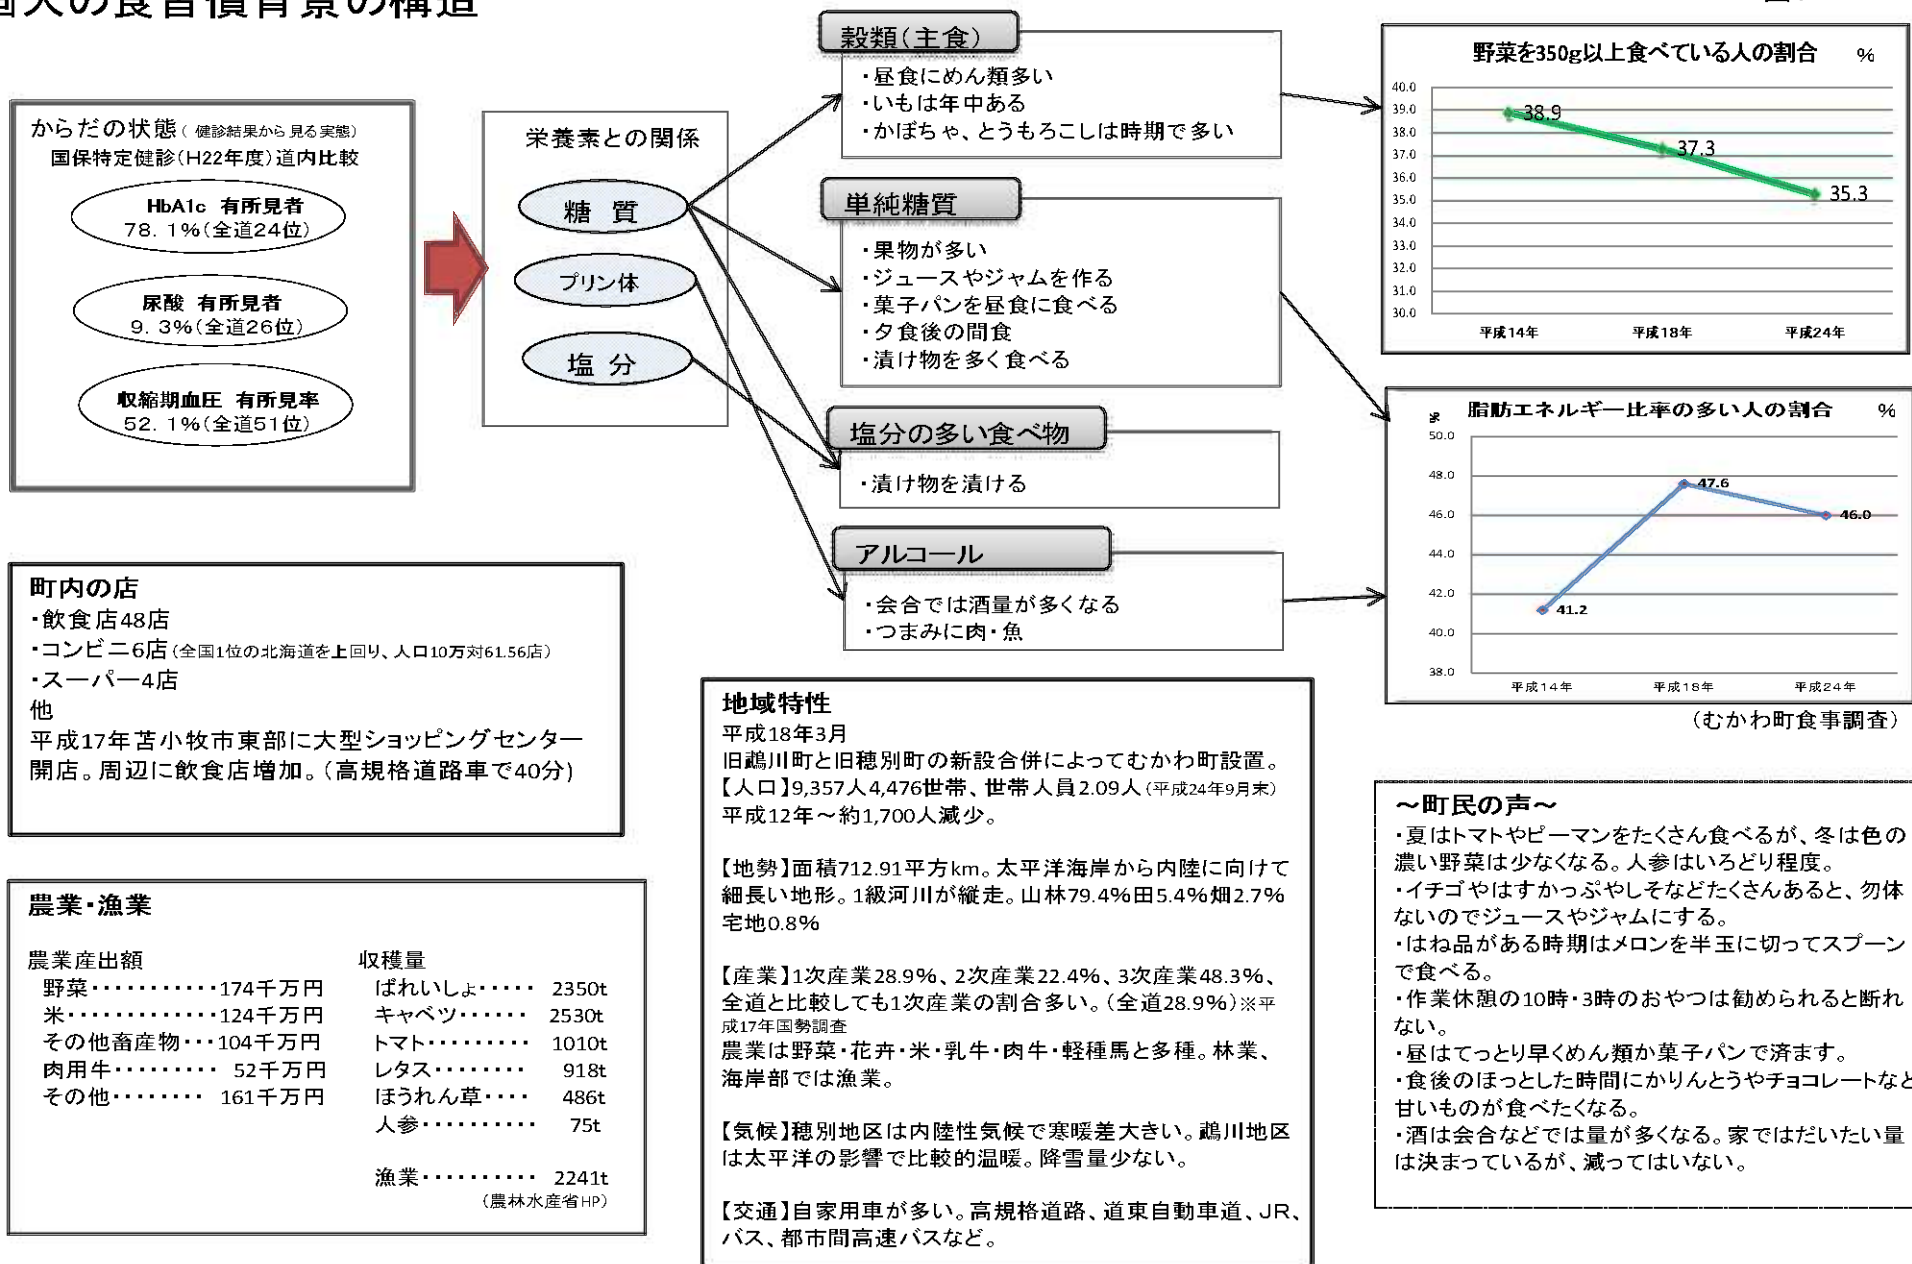 人の食習慣背景の構造
からだの状態(健診結果から見る実態)
国保特定健診(H22年度)道内比較
HbA1c 有所見者
78.1%(全道24位)
尿酸 有所見者
9.3%(全道26位)
収縮期血圧 有所見率
52.1%(全道51位)
栄養素との関係
糖 質
プリン体
塩 分
穀類(主食)
・昼食にめん類多い
・いもは年中ある
・かぼちゃ、とうもろこしは時期で多い
単純糖質
・果物が多い
・ジュースやジャムを作る
・菓子パンを昼食に食べる
・夕食後の間食
・漬け物を多く食べる
塩分の多い食べ物
・漬け物を漬ける
アルコール
・会合では酒量が多くなる
・つまみに肉・魚
野菜を350g以上食べている人の割合 %
40.0
39.0
38.0
37.0
36.0
35.0
34.0
33.0
32.0
31.0
30.0
38.9
37.3
35.3
平成14年 平成18年 平成24年
脂肪エネルギー比率の多い人の割合 %
%
50.0
48.0
46.0
44.0
42.0
40.0
38.0
41.2
47.6
46.0
平成14年 平成18年 平成24年
(むかわ町食事調査)
町内の店
・飲食店48店
・コンビニ6店(全国1位の北海道を上回り、人口10万対61.56店)
・スーパー4店
他
平成17年苫小牧市東部に大型ショッピングセンター
開店。周辺に飲食店増加。(高規格道路車で40分)
農業・漁業
農業産出額
野菜・・・・・・・・・・・174千万円
米・・・・・・・・・・・・・124千万円
その他畜産物・・・104千万円
肉用牛・・・・・・・・ 52千万円
その他・・・・・・・・ 161千万円
収穫量
ばれいしょ・・・・・ 2350t
キャベツ・・・・・・ 2530t
トマト・・・・・・・・・ 1010t
レタス・・・・・・・・ 918t
ほうれん草・・・・ 486t
人参・・・・・・・・・・ 75t
漁業・・・・・・・・・・ 2241t
(農林水産省HP)
地域特性
平成18年3月
旧鵡川町と旧穂別町の新設合併によってむかわ町設置。
【人口】9,357人4,476世帯、世帯人員2.09人(平成24年9月末)
平成12年~約1,700人減少。
【地勢】面積712.91平方km。太平洋海岸から内陸に向けて
細長い地形。1級河川が縦走。山林79.4%田5.4%畑2.7%
宅地0.8%
【産業】1次産業28.9%、2次産業22.4%、3次産業48.3%、
全道と比較しても1次産業の割合多い。(全道28.9%)※平
成17年国勢調査
農業は野菜・花卉・米・乳牛・肉牛・軽種馬と多種。林業、
海岸部では漁業。
【気候】穂別地区は内陸性気候で寒暖差大きい。鵡川地区
は太平洋の影響で比較的温暖。降雪量少ない。
【交通】自家用車が多い。高規格道路、道東自動車道、JR、
バス、都市間高速バスなど。
~町民の声~
・夏はトマトやピーマンをたくさん食べるが、冬は色の
濃い野菜は少なくなる。人参はいろどり程度。
・イチゴやはすかっぷやしそなどたくさんあると、勿体
ないのでジュースやジャムにする。
・はね品がある時期はメロンを半玉に切ってスプーン
で食べる。
・作業休憩の10時・3時のおやつは勧められると断れ
ない。
・昼はてっとり早くめん類か菓子パンで済ます。
・食後のほっとした時間にかりんとうやチョコレートなど
甘いものが食べたくなる。
・酒は会合などでは量が多くなる。家ではだいたい量
は決まっているが、減ってはいない。